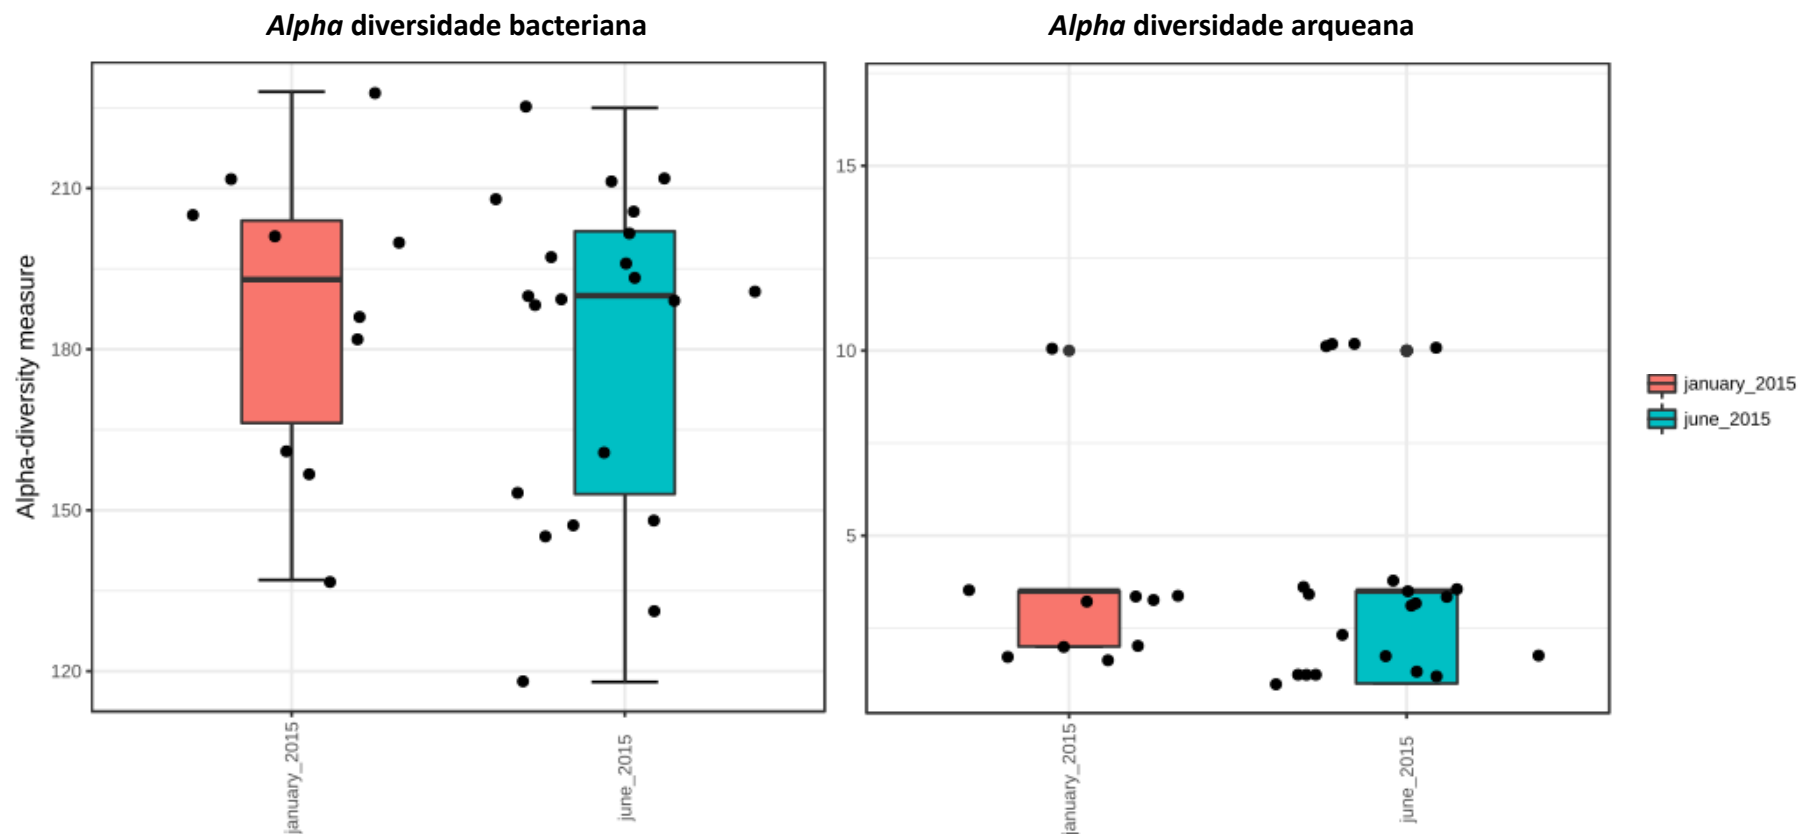 Alpha diversidade bacteriana
Alpha diversidade arqueana
Alpha-diversity measure
210
180
150
120
january_2015
june_2015
15
10
5
january_2015
june_2015
january_2015
june_2015